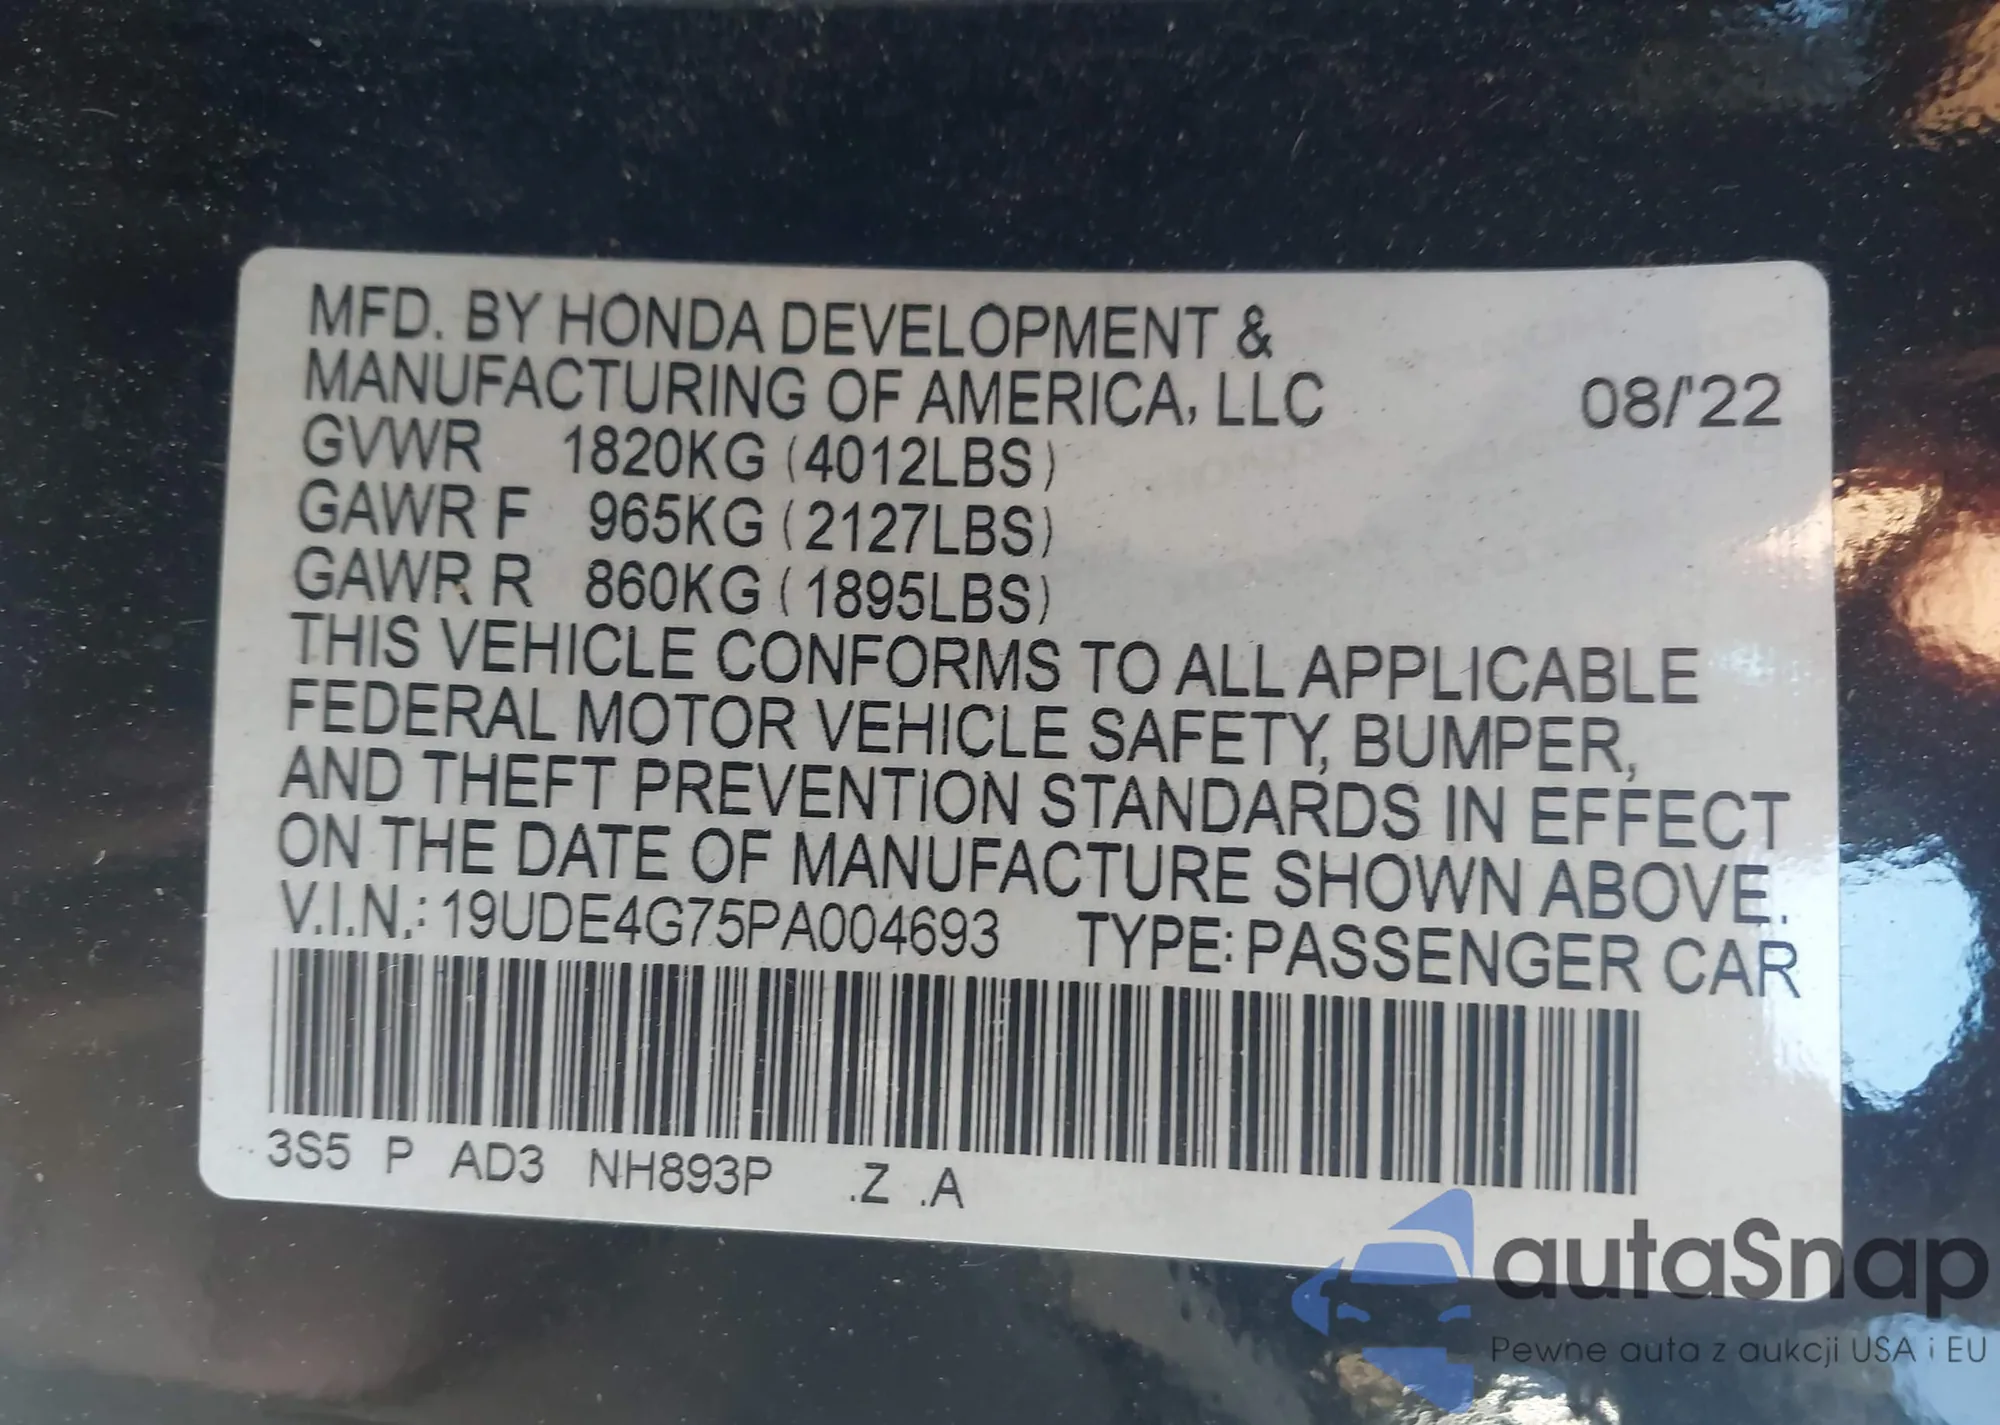 MFD. BY HONDA DEVELOPMENT &
MANUFACTURING OF AMERICA, LLC 08/'22
GVWR 1820KG (4012LBS)
GAWR F 965KG (2127LBS)
GAWR R 860KG (1895LBS)
THIS VEHICLE CONFORMS TO ALL APPLICABLE
FEDERAL MOTOR VEHICLE SAFETY, BUMPER,
AND THEFT PREVENTION STANDARDS IN EFFECT
ON THE DATE OF MANUFACTURE SHOWN ABOVE.
V.I.N.: 19UDE4G75PA004693 TYPE: PASSENGER CAR
3S5 P AD3 NH893P .Z .A
autaSnap
Pewne auta z aukcji USA i EU